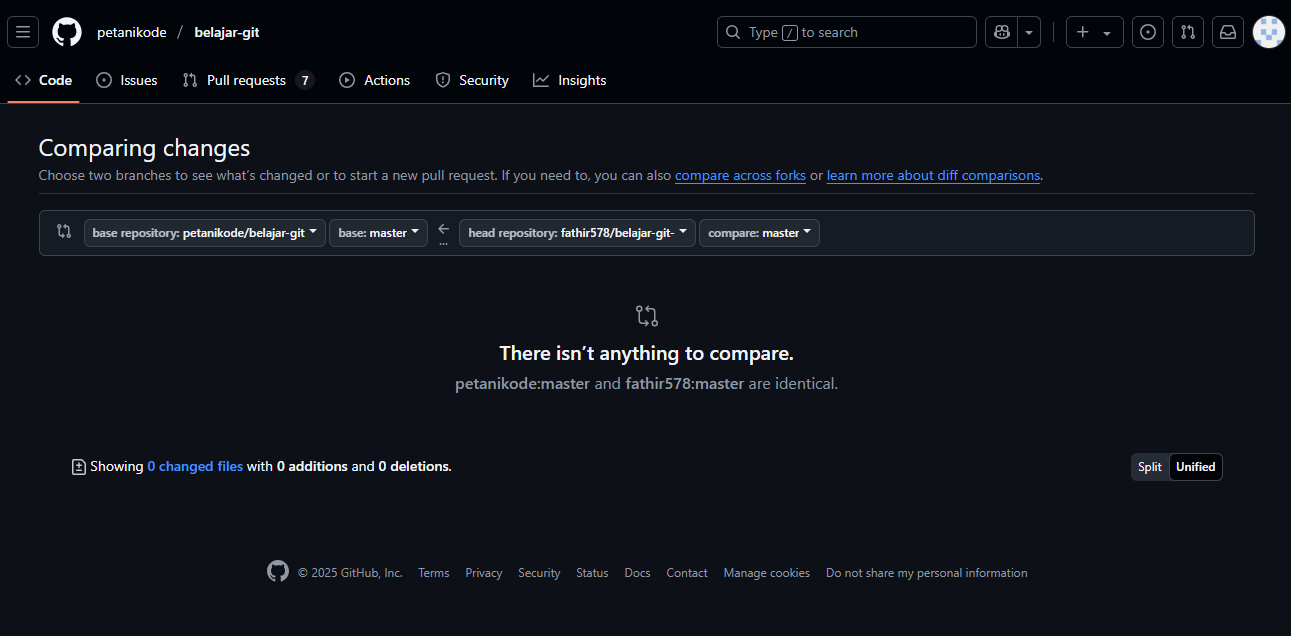 petanikode / belajar-git
Type / to search
Code Issues Pull requests 7 Actions Security Insights
Comparing changes
Choose two branches to see what's changed or to start a new pull request. If you need to, you can also compare across forks or learn more about diff comparisons.
base repository: petanikode/belajar-git base: master ← ... head repository: fathir578/belajar-git- compare: master
There isn't anything to compare.
petanikode:master and fathir578:master are identical.
Showing 0 changed files with 0 additions and 0 deletions.
Split Unified
© 2025 GitHub, Inc. Terms Privacy Security Status Docs Contact Manage cookies Do not share my personal information